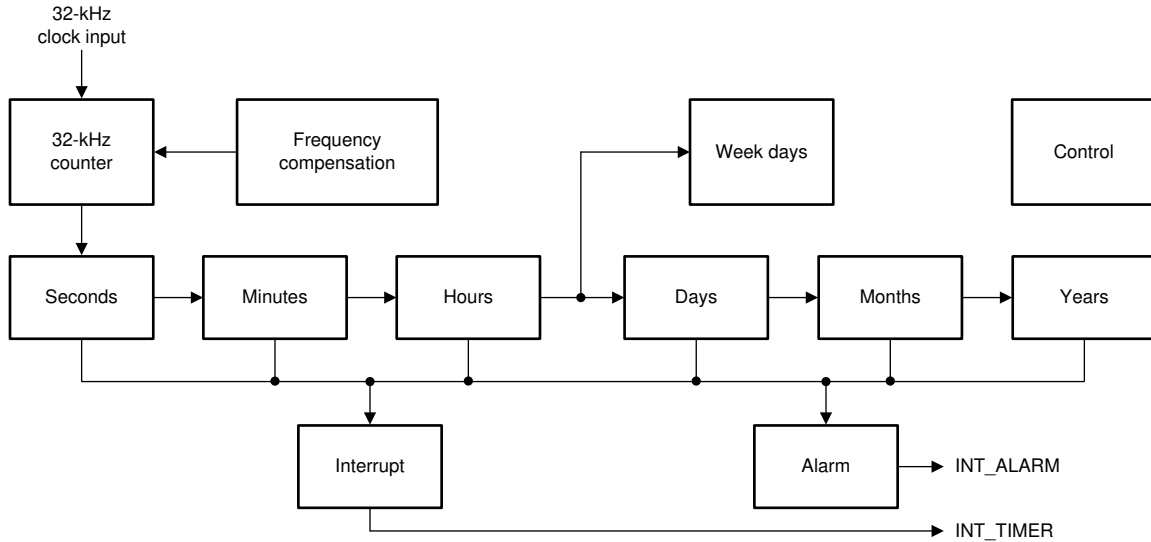 32-kHz
clock input
32-kHz
counter
Frequency
compensation
Week days
Control
Seconds
Minutes
Hours
Days
Months
Years
Interrupt
Alarm
INT_ALARM
INT_TIMER